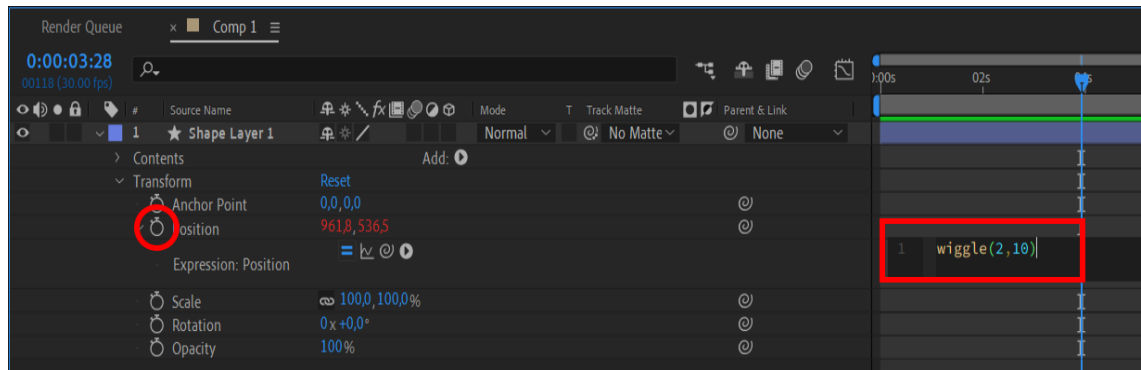 Render Queue × Comp 1 ≡
0:00:03:28
00118 (30.00 fps)
:00s 02s
# Source Name Mode T Track Matte Parent & Link
1 Shape Layer 1 Normal No Matte None
Contents Add:
Transform Reset
Anchor Point 0,0,0,0
Position 961,8,536,5
1 wiggle(2,10)
Expression: Position
Scale 100,0,100,0%
Rotation 0x+0,0°
Opacity 100%